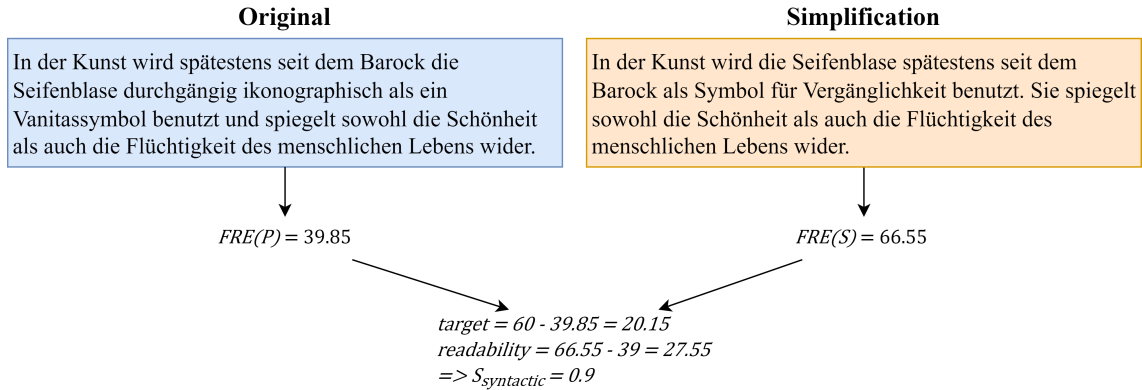 Original
In der Kunst wird spätestens seit dem Barock die
Seifenblase durchgängig ikonographisch als ein
Vanitassymbol benutzt und spiegelt sowohl die Schönheit
als auch die Flüchtigkeit des menschlichen Lebens wider.
Simplification
In der Kunst wird die Seifenblase spätestens seit dem
Barock als Symbol für Vergänglichkeit benutzt. Sie spiegelt
sowohl die Schönheit als auch die Flüchtigkeit des
menschlichen Lebens wider.
FRE(P) = 39.85
FRE(S) = 66.55
target = 60 - 39.85 = 20.15
readability = 66.55 - 39 = 27.55
=> S_syntactic = 0.9